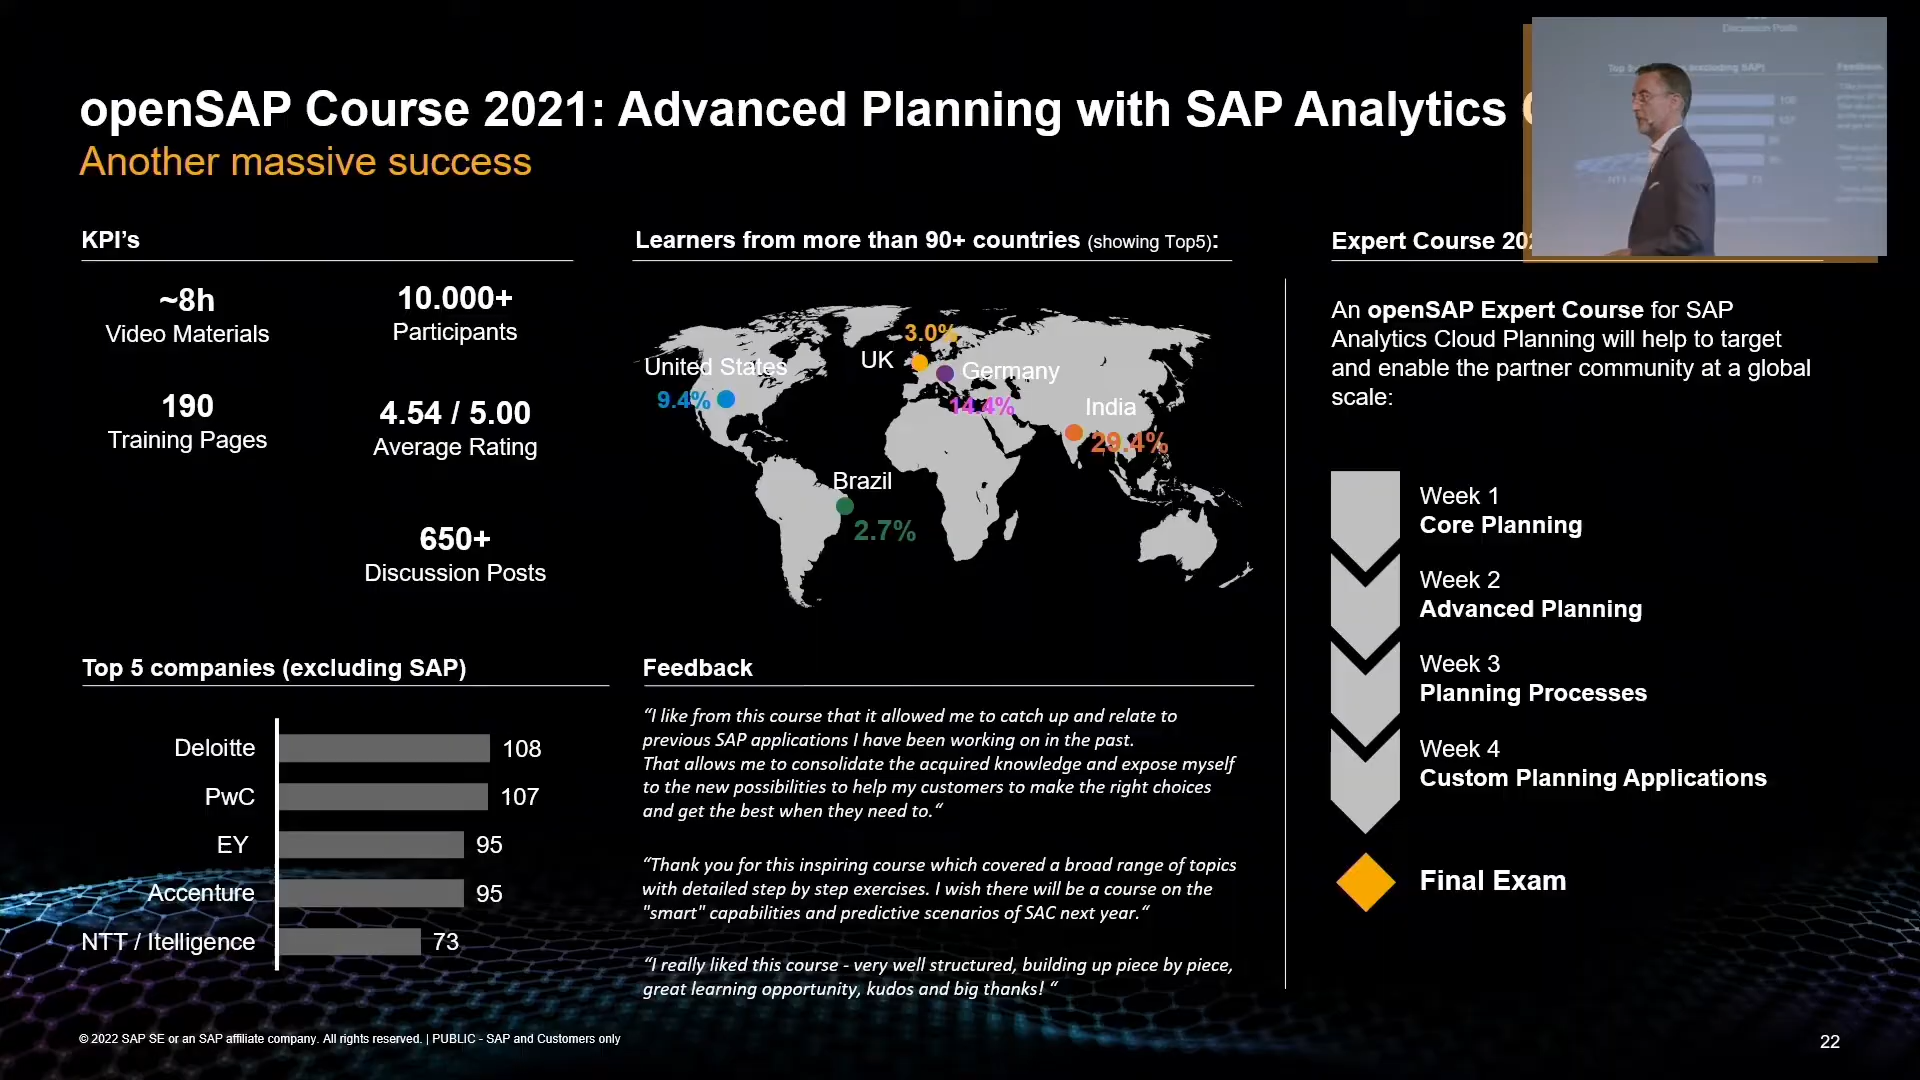 openSAP Course 2021: Advanced Planning with SAP Analytics
Another massive success
KPI’s
~8h
Video Materials
10.000+
Participants
190
Training Pages
4.54 / 5.00
Average Rating
650+
Discussion Posts
Learners from more than 90+ countries (showing Top5):
3.0%
UK
United States
9.4%
Germany
14.4%
India
29.4%
Brazil
2.7%
Top 5 companies (excluding SAP)
Deloitte 108
PwC 107
EY 95
Accenture 95
NTT / Itelligence 73
Feedback
“I like from this course that it allowed me to catch up and relate to
previous SAP applications I have been working on in the past.
That allows me to consolidate the acquired knowledge and expose myself
to the new possibilities to help my customers to make the right choices
and get the best when they need to.“
“Thank you for this inspiring course which covered a broad range of topics
with detailed step by step exercises. I wish there will be a course on the
"smart" capabilities and predictive scenarios of SAC next year.“
“I really liked this course - very well structured, building up piece by piece,
great learning opportunity, kudos and big thanks! “
Expert Course
An openSAP Expert Course for SAP
Analytics Cloud Planning will help to target
and enable the partner community at a global
scale:
Week 1
Core Planning
Week 2
Advanced Planning
Week 3
Planning Processes
Week 4
Custom Planning Applications
Final Exam
Discussion Posts
© 2022 SAP SE or an SAP affiliate company. All rights reserved. | PUBLIC - SAP and Customers only
22